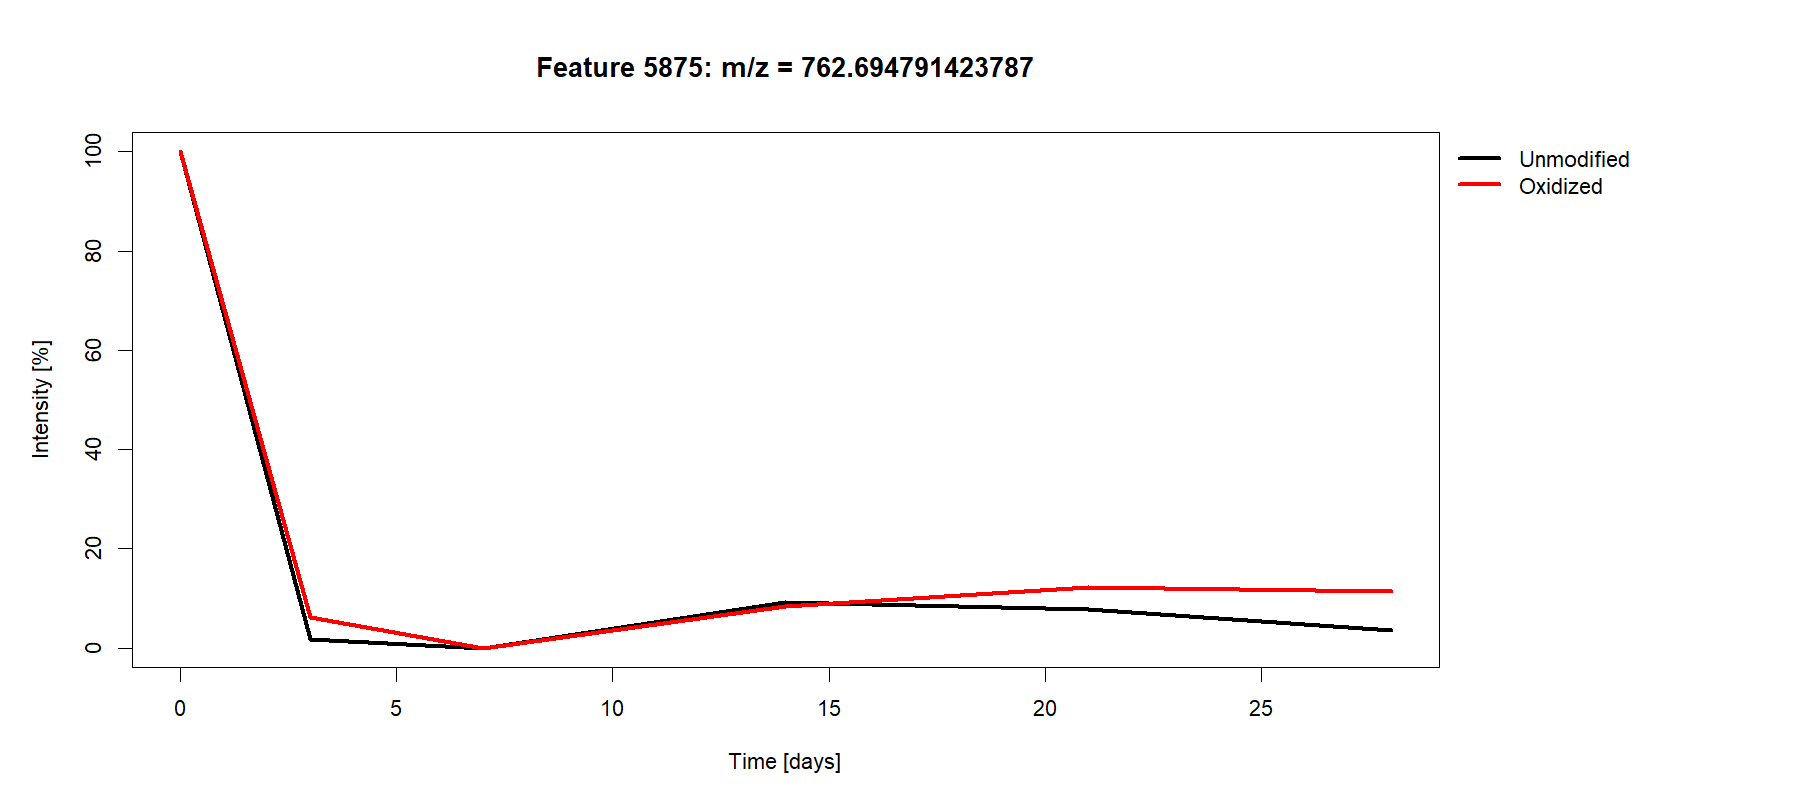 Feature 5875: m/z = 762.694791423787
Unmodified
Oxidized
Intensity [%]
100
80
60
40
20
0
0 5 10 15 20 25
Time [days]